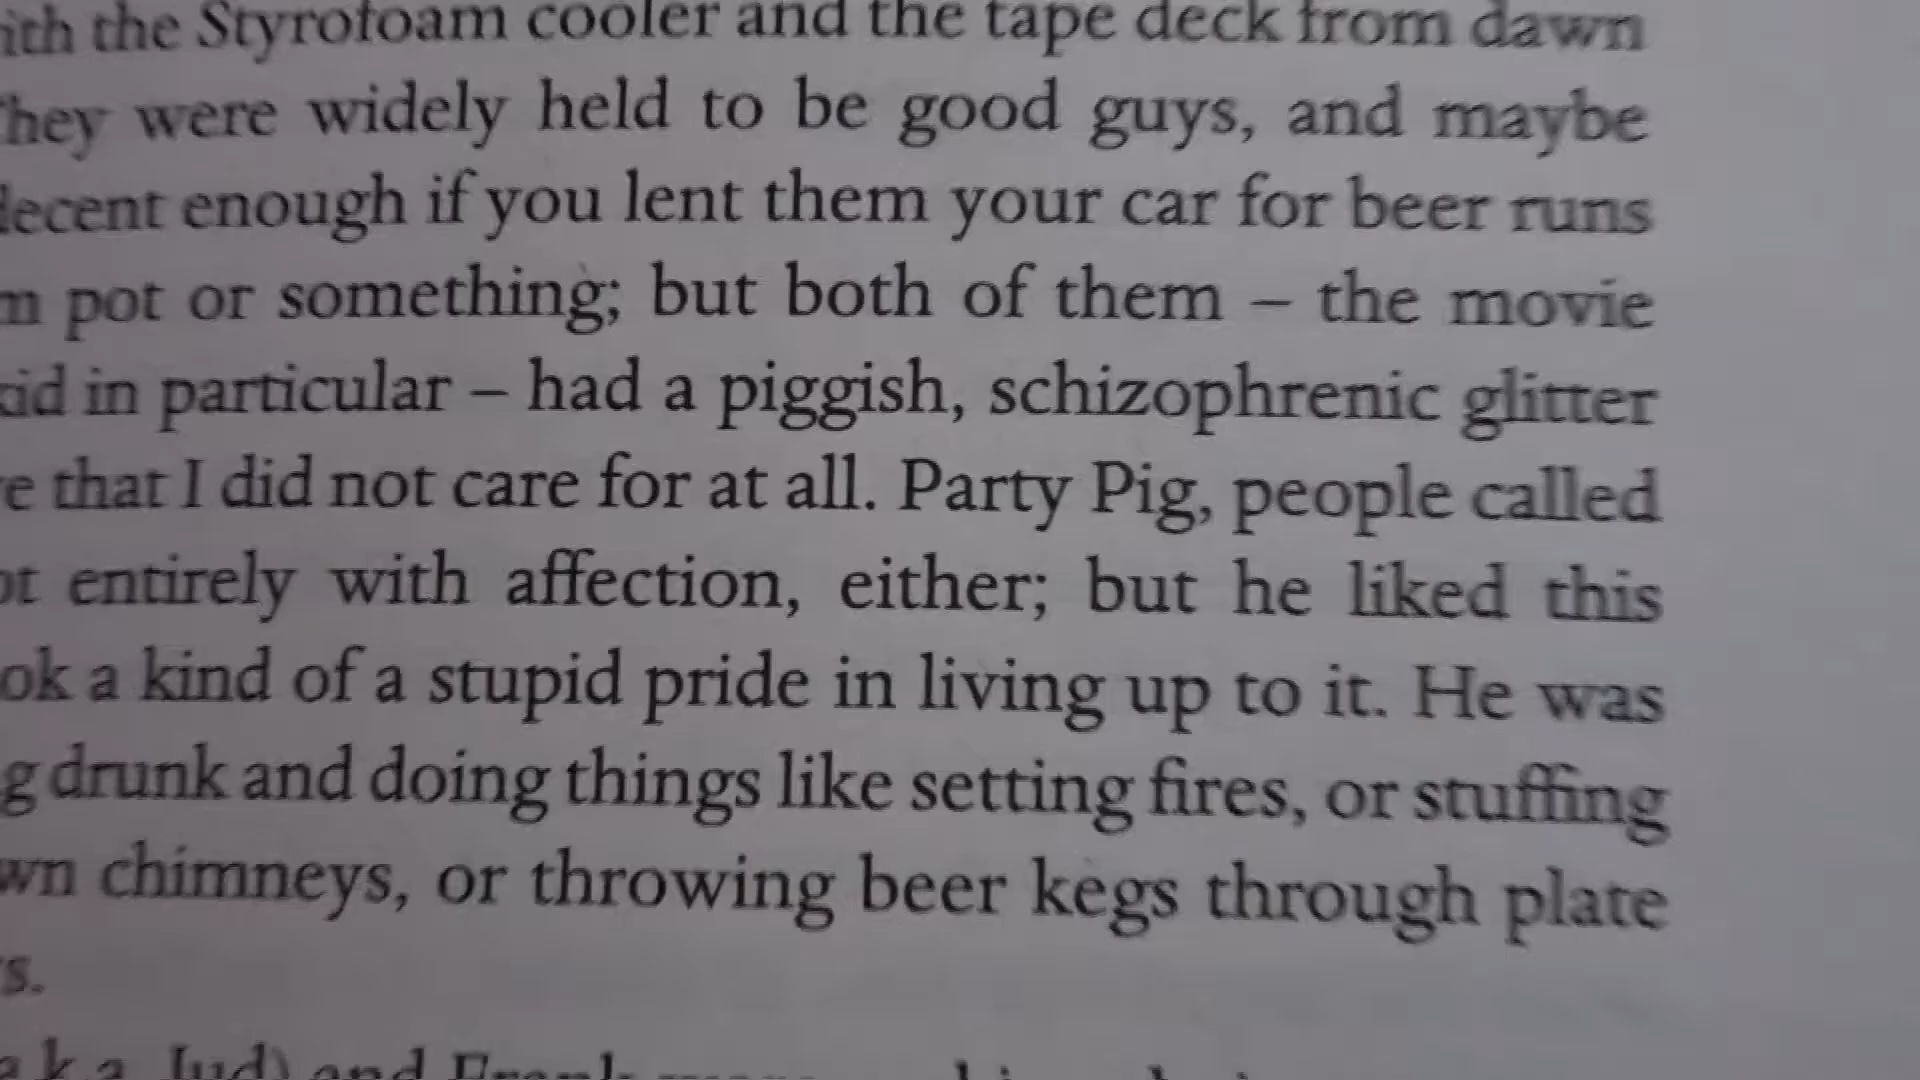 ith the Styrofoam cooler and the tape deck from dawn
hey were widely held to be good guys, and maybe
decent enough if you lent them your car for beer runs
m pot or something; but both of them – the movie
in particular – had a piggish, schizophrenic glitter
e that I did not care for at all. Party Pig, people called
ot entirely with affection, either; but he liked this
ok a kind of a stupid pride in living up to it. He was
g drunk and doing things like setting fires, or stuffing
wn chimneys, or throwing beer kegs through plate
s.
a.k.a. Jud) and Frank